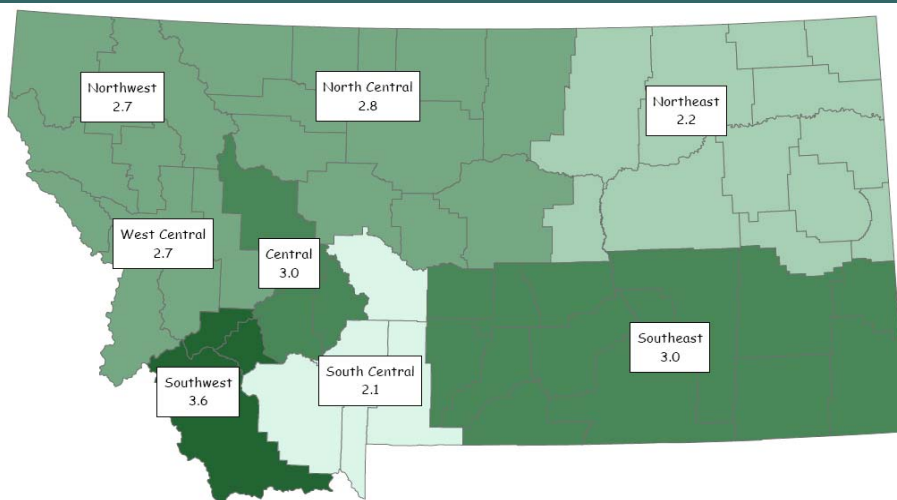 Northwest
2.7
North Central
2.8
Northeast
2.2
West Central
2.7
Central
3.0
Southeast
3.0
Southwest
3.6
South Central
2.1